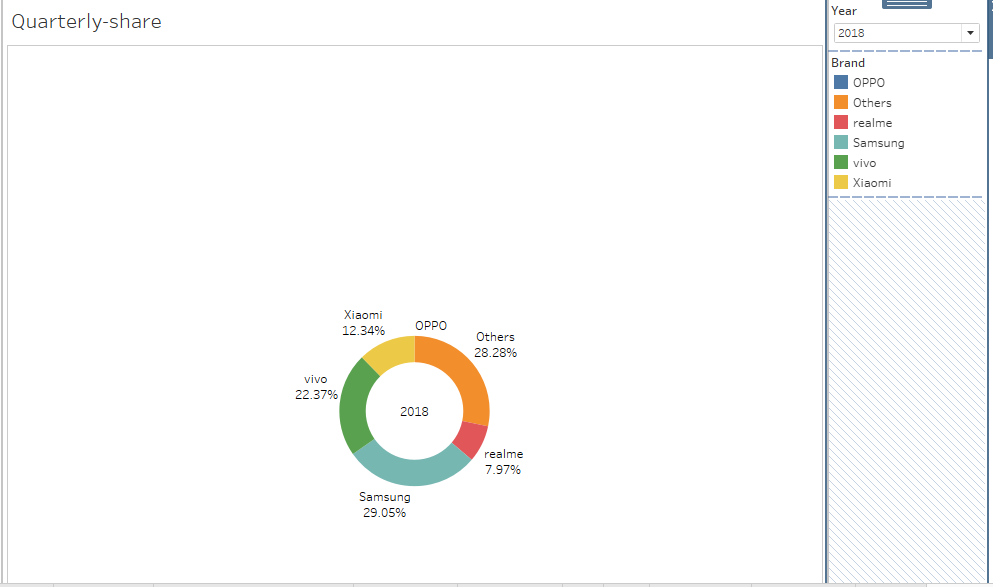 Quarterly-share
Year
2018
Brand
OPPO
Others
realme
Samsung
vivo
Xiaomi
Xiaomi
12.34%
OPPO
Others
28.28%
vivo
22.37%
2018
realme
7.97%
Samsung
29.05%